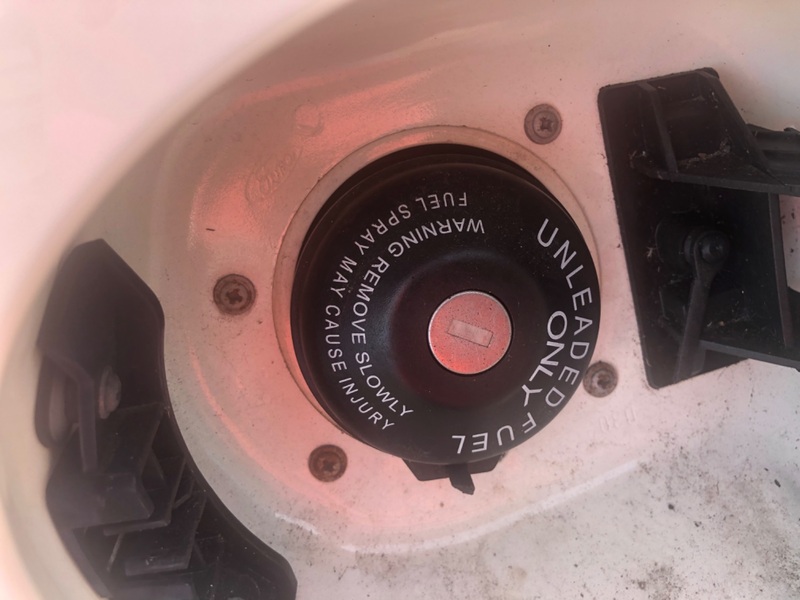 UNLEADED FUEL
ONLY
WARNING REMOVE SLOWLY
FUEL SPRAY MAY CAUSE INJURY